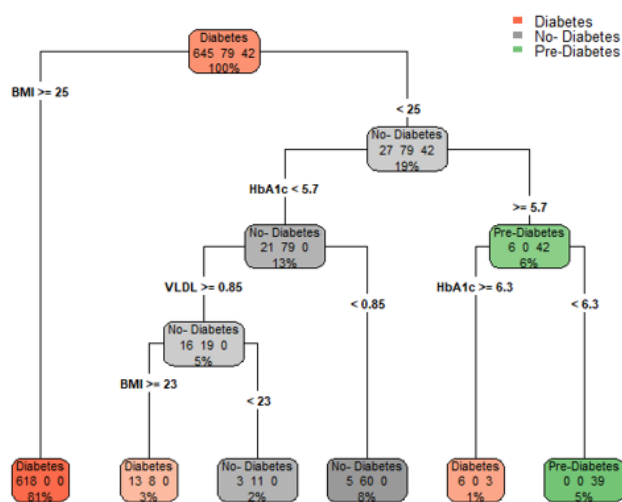 Diabetes
No- Diabetes
Pre-Diabetes
Diabetes
645 79 42
100%
BMI >= 25
< 25
No- Diabetes
27 79 42
19%
HbA1c < 5.7
>= 5.7
No- Diabetes
21 79 0
13%
Pre-Diabetes
6 0 42
6%
VLDL >= 0.85
< 0.85
HbA1c >= 6.3
< 6.3
No- Diabetes
16 19 0
5%
BMI >= 23
< 23
Diabetes
618 0 0
81%
Diabetes
13 8 0
3%
No- Diabetes
3 11 0
2%
No- Diabetes
5 60 0
8%
Diabetes
6 0 3
1%
Pre-Diabetes
0 0 39
5%